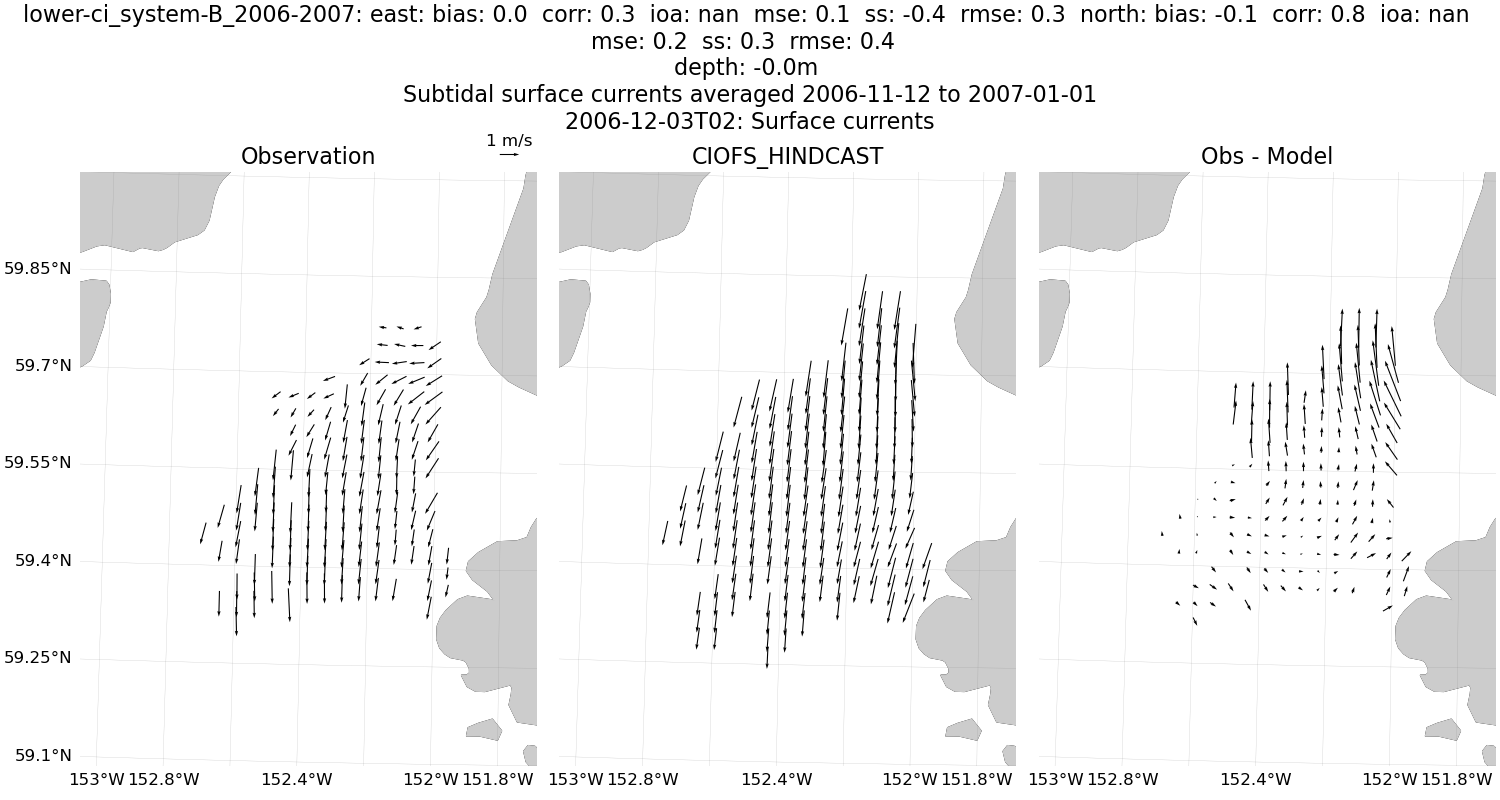 lower-ci_system-B_2006-2007: east: bias: 0.0  corr: 0.3  ioa: nan  mse: 0.1  ss: -0.4  rmse: 0.3  north: bias: -0.1  corr: 0.8  ioa: nan
mse: 0.2  ss: 0.3  rmse: 0.4
depth: -0.0m
Subtidal surface currents averaged 2006-11-12 to 2007-01-01
2006-12-03T02: Surface currents
1 m/s
Observation
CIOFS_HINDCAST
Obs - Model
59.85°N
59.7°N
59.55°N
59.4°N
59.25°N
59.1°N
153°W 152.8°W 152.4°W 152°W 151.8°W
153°W 152.8°W 152.4°W 152°W 151.8°W
153°W 152.8°W 152.4°W 152°W 151.8°W